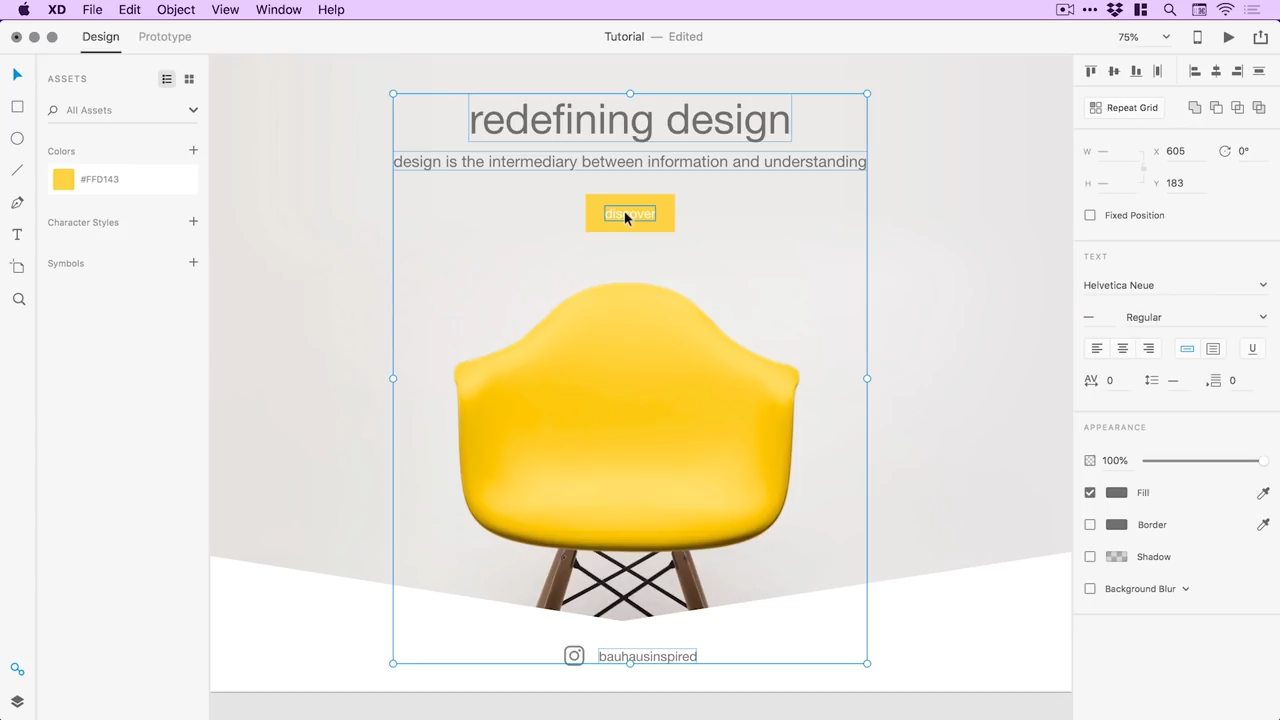 XD File Edit Object View Window Help
Design Prototype
Tutorial — Edited
75%
ASSETS
All Assets
Colors
#FFD143
Character Styles
Symbols
redefining design
design is the intermediary between information and understanding
discover
bauhausinspired
Repeat Grid
W — X 605 0°
H — Y 183
Fixed Position
TEXT
Helvetica Neue
— Regular
U
AV 0 — 0
APPEARANCE
100%
Fill
Border
Shadow
Background Blur